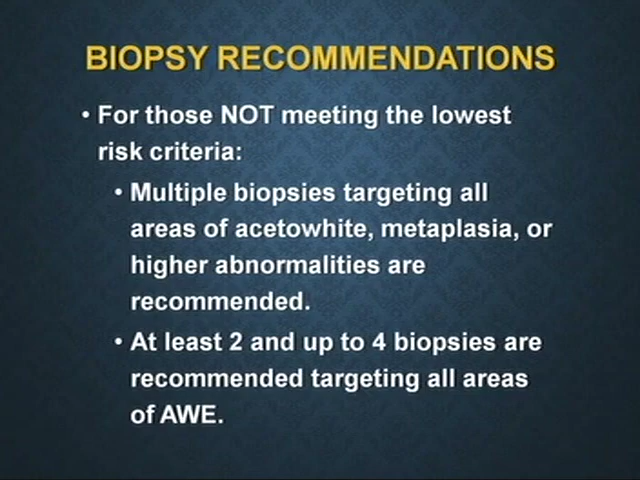 BIOPSY RECOMMENDATIONS
• For those NOT meeting the lowest
risk criteria:
• Multiple biopsies targeting all
areas of acetowhite, metaplasia, or
higher abnormalities are
recommended.
• At least 2 and up to 4 biopsies are
recommended targeting all areas
of AWE.